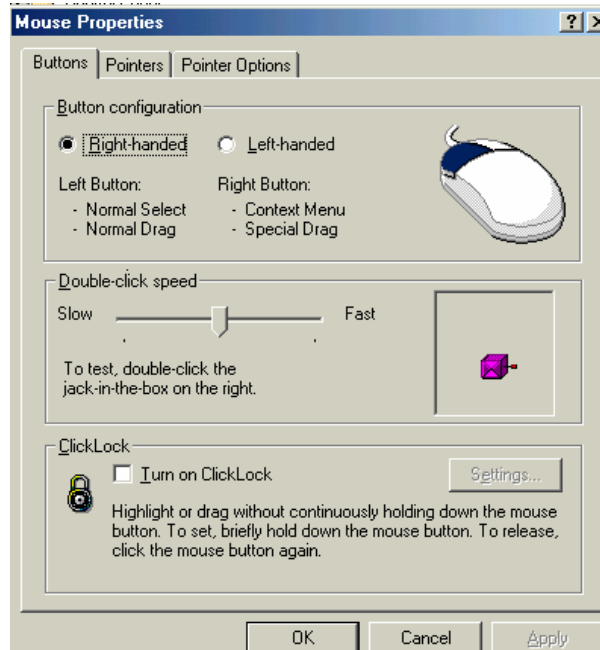 Mouse Properties
? X
Buttons Pointers Pointer Options
Button configuration
Right-handed Left-handed
Left Button: Right Button:
- Normal Select - Context Menu
- Normal Drag - Special Drag
Double-click speed
Slow Fast
To test, double-click the
jack-in-the-box on the right.
ClickLock
Turn on ClickLock Settings...
Highlight or drag without continuously holding down the mouse
button. To set, briefly hold down the mouse button. To release,
click the mouse button again.
OK Cancel Apply